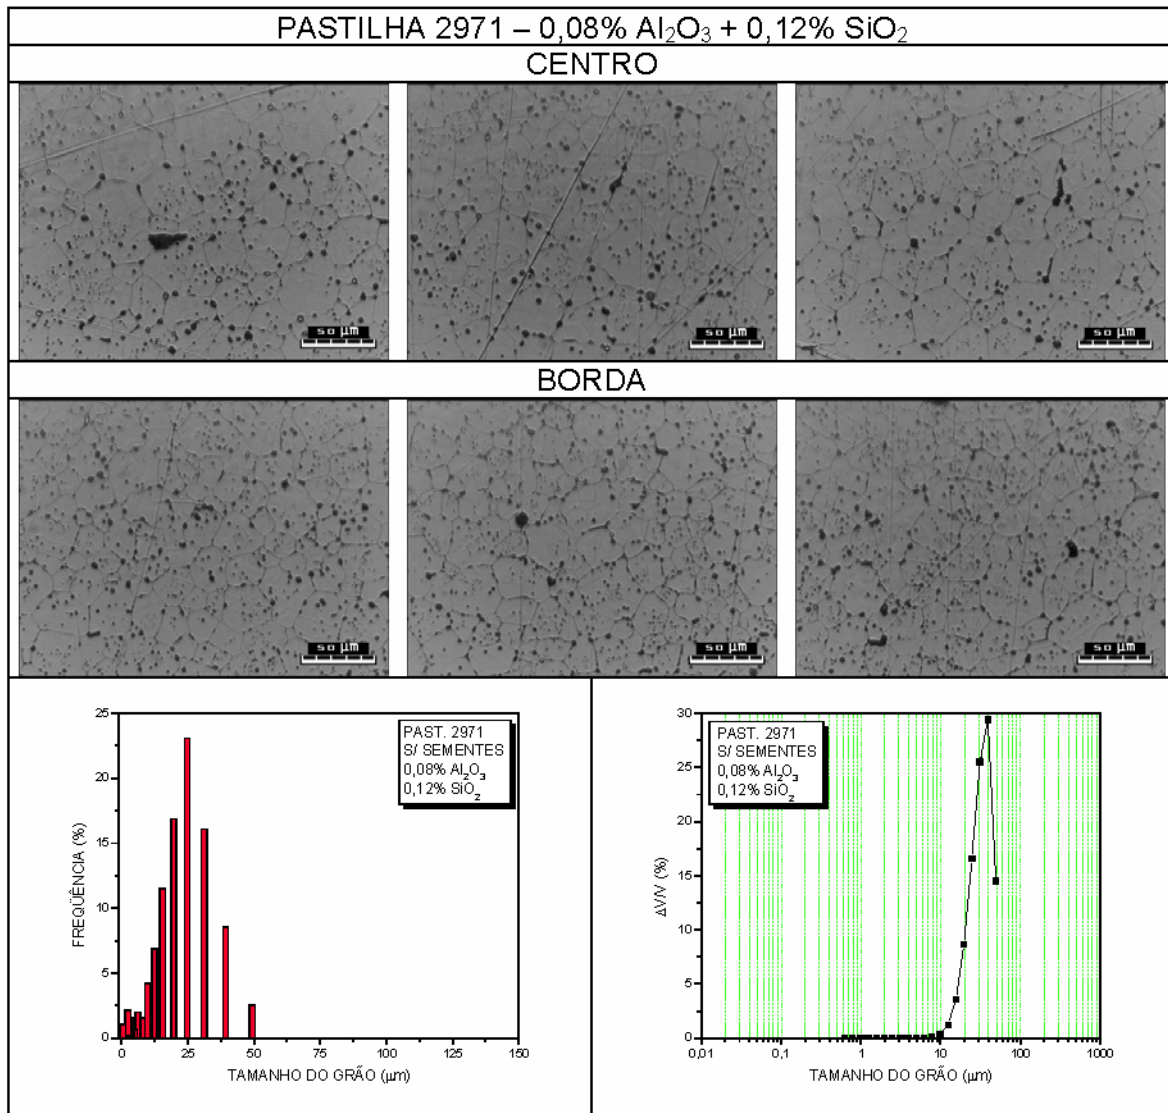 PASTILHA 2971 – 0,08% Al₂O₃ + 0,12% SiO₂
CENTRO
50 µm
50 µm
50 µm
BORDA
50 µm
50 µm
50 µm
PAST. 2971
S/ SEMENTES
0,08% Al₂O₃
0,12% SiO₂
25
20
15
10
5
0
FREQÜÊNCIA (%)
0 25 50 75 100 125 150
TAMANHO DO GRÃO (µm)
PAST. 2971
S/ SEMENTES
0,08% Al₂O₃
0,12% SiO₂
30
25
20
15
10
5
0
ΔV/V (%)
0,01 0,1 1 10 100 1000
TAMANHO DO GRÃO (µm)